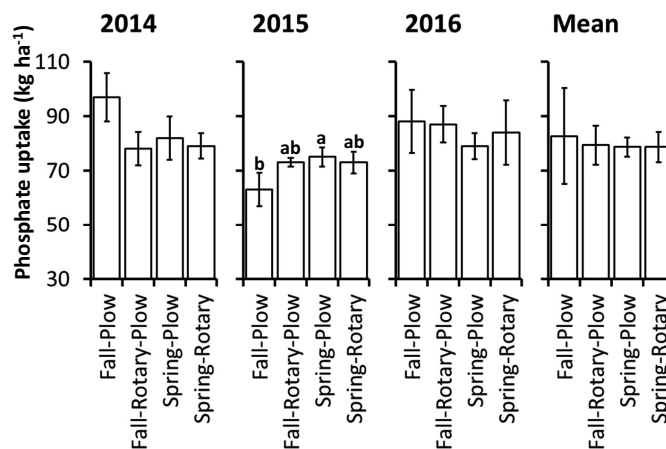 2014 2015 2016 Mean
Phosphate uptake (kg ha-1)
110
90
70
50
30
b ab a ab
Fall-Plow
Fall-Rotary-Plow
Spring-Plow
Spring-Rotary
Fall-Plow
Fall-Rotary-Plow
Spring-Plow
Spring-Rotary
Fall-Plow
Fall-Rotary-Plow
Spring-Plow
Spring-Rotary
Fall-Plow
Fall-Rotary-Plow
Spring-Plow
Spring-Rotary